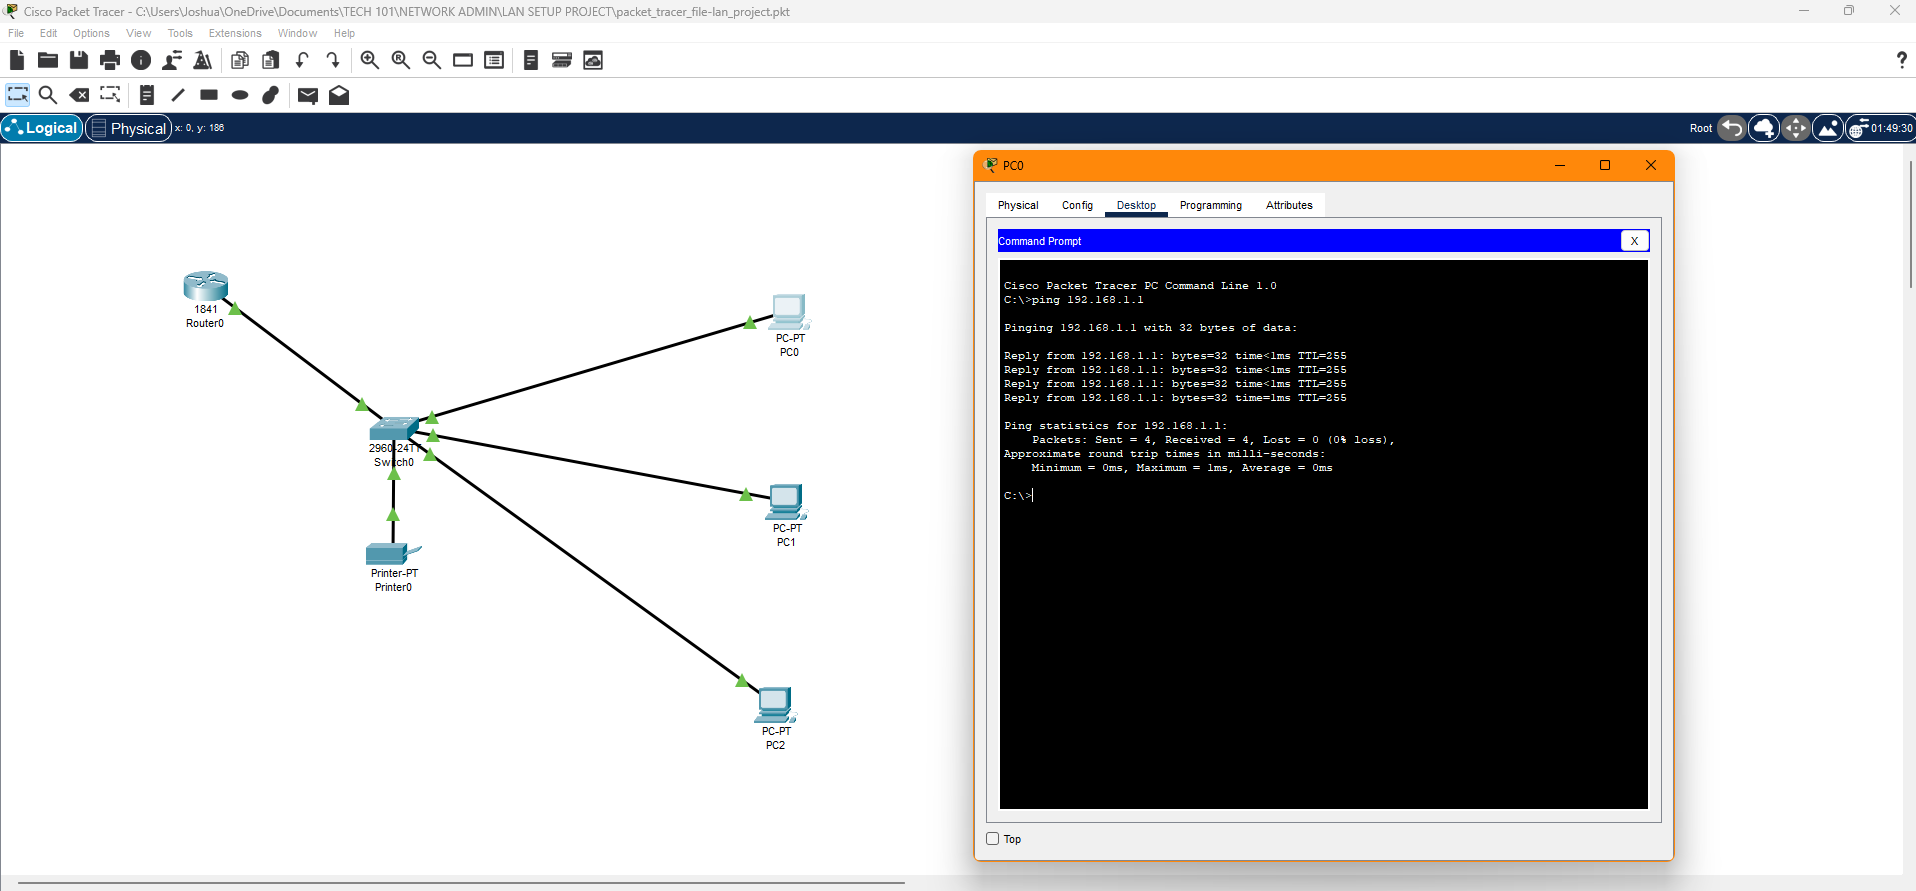 Cisco Packet Tracer - C:\Users\Joshua\OneDrive\Documents\TECH 101\NETWORK ADMIN\LAN SETUP PROJECT\packet_tracer_file-lan_project.pkt
File Edit Options View Tools Extensions Window Help
?
Logical Physical x: 0, y: 186 Root 01:49:30
PC0
Physical Config Desktop Programming Attributes
Command Prompt X
Cisco Packet Tracer PC Command Line 1.0
C:\>ping 192.168.1.1
Pinging 192.168.1.1 with 32 bytes of data:
Reply from 192.168.1.1: bytes=32 time<1ms TTL=255
Reply from 192.168.1.1: bytes=32 time<1ms TTL=255
Reply from 192.168.1.1: bytes=32 time<1ms TTL=255
Reply from 192.168.1.1: bytes=32 time=1ms TTL=255
Ping statistics for 192.168.1.1:
Packets: Sent = 4, Received = 4, Lost = 0 (0% loss),
Approximate round trip times in milli-seconds:
Minimum = 0ms, Maximum = 1ms, Average = 0ms
C:\>
Top
1841
Router0
PC-PT
PC0
2960-24TT
Switch0
PC-PT
PC1
Printer-PT
Printer0
PC-PT
PC2